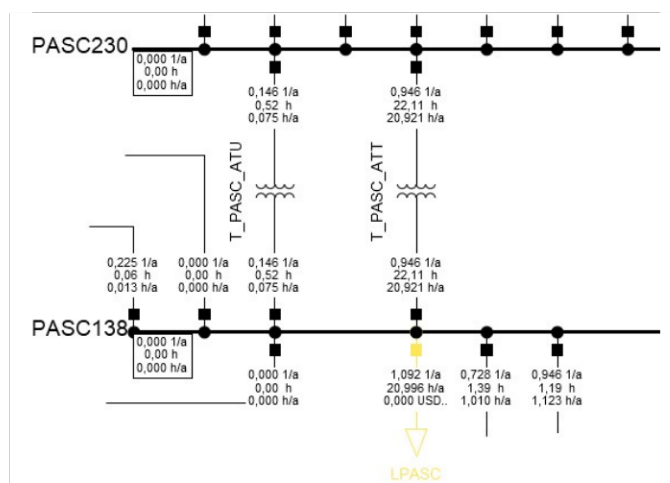 PASC230
0,000 1/a
0,00 h
0,000 h/a
0,146 1/a
0,52 h
0,075 h/a
0,946 1/a
22,11 h
20,921 h/a
T_PASC_ATU
T_PASC_ATT
0,225 1/a
0,06 h
0,013 h/a
0,000 1/a
0,00 h
0,000 h/a
0,146 1/a
0,52 h
0,075 h/a
0,946 1/a
22,11 h
20,921 h/a
PASC138
0,000 1/a
0,00 h
0,000 h/a
0,000 1/a
0,00 h
0,000 h/a
1,092 1/a
20,996 h/a
0,000 USD..
0,728 1/a
1,39 h
1,010 h/a
0,946 1/a
1,19 h
1,123 h/a
LPASC